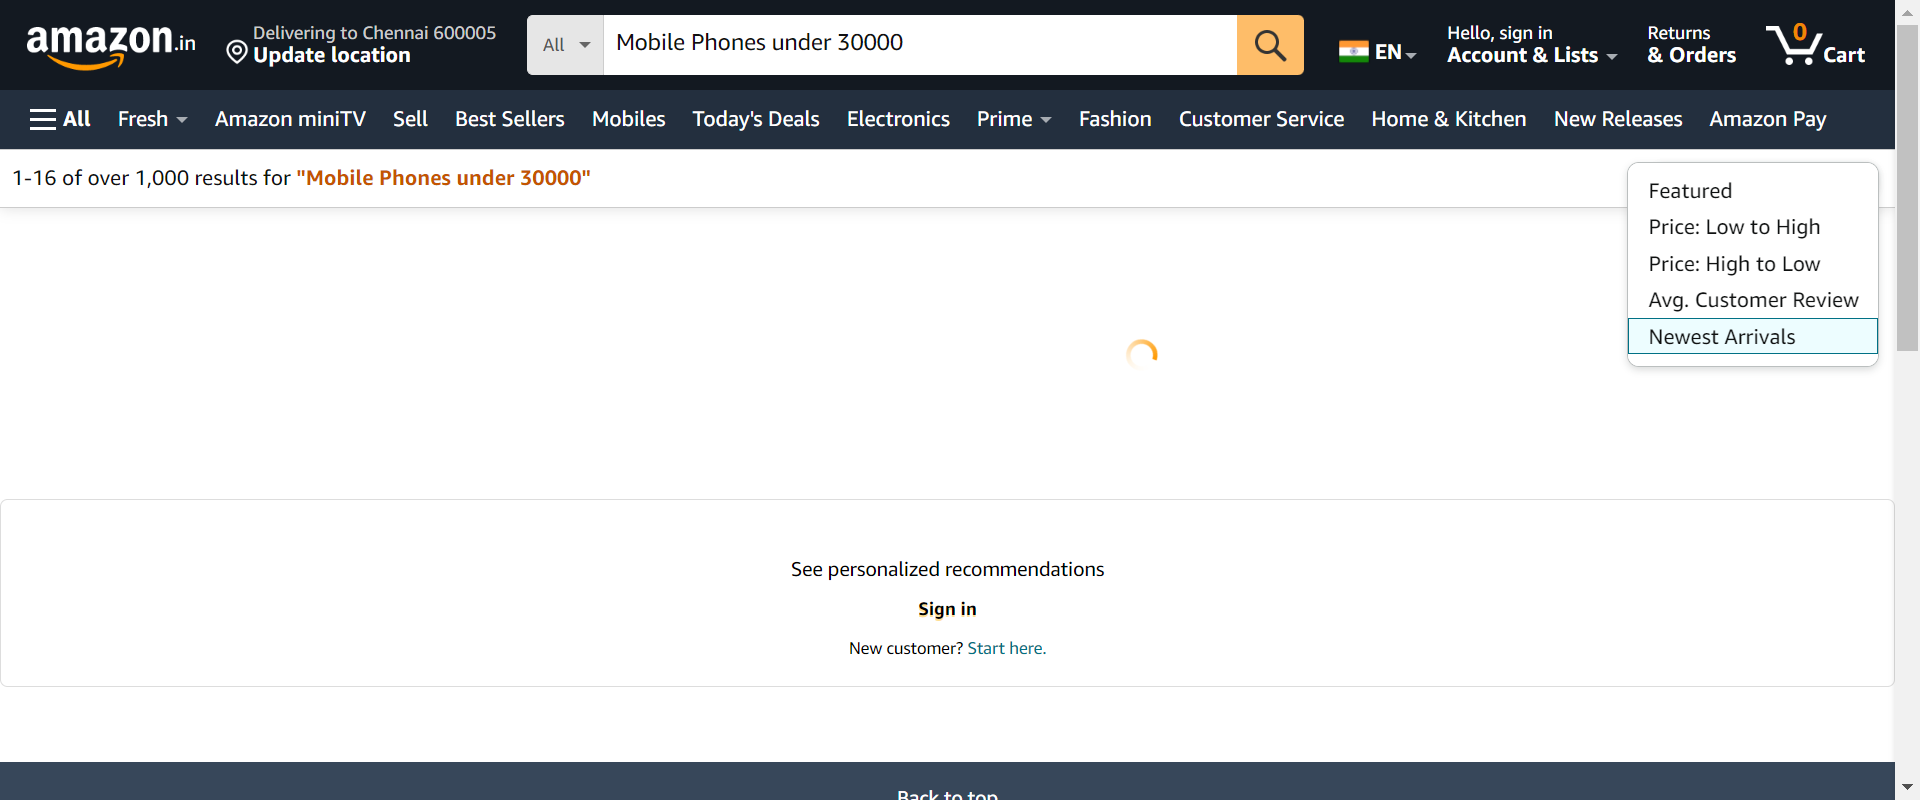 amazon.in
Delivering to Chennai 600005
Update location
All
Mobile Phones under 30000
EN
Hello, sign in
Account & Lists
Returns
& Orders
0
Cart
All Fresh Amazon miniTV Sell Best Sellers Mobiles Today's Deals Electronics Prime Fashion Customer Service Home & Kitchen New Releases Amazon Pay
1-16 of over 1,000 results for "Mobile Phones under 30000"
Featured
Price: Low to High
Price: High to Low
Avg. Customer Review
Newest Arrivals
See personalized recommendations
Sign in
New customer? Start here.
Back to top